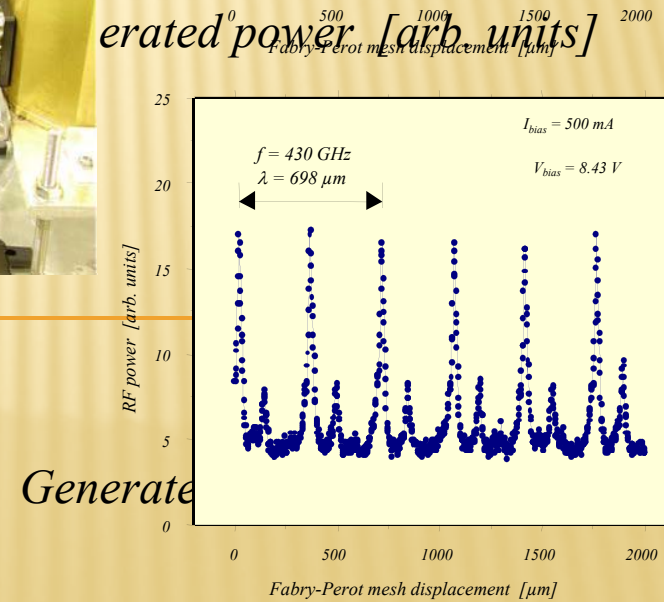 0 500 1000 1500 2000
erated power [arb. units]
Fabry-Perot mesh displacement [µm]
25
I_bias = 500 mA
f = 430 GHz
V_bias = 8.43 V
λ = 698 µm
20
15
RF power [arb. units]
10
5
Generate
0
0 500 1000 1500 2000
Fabry-Perot mesh displacement [µm]